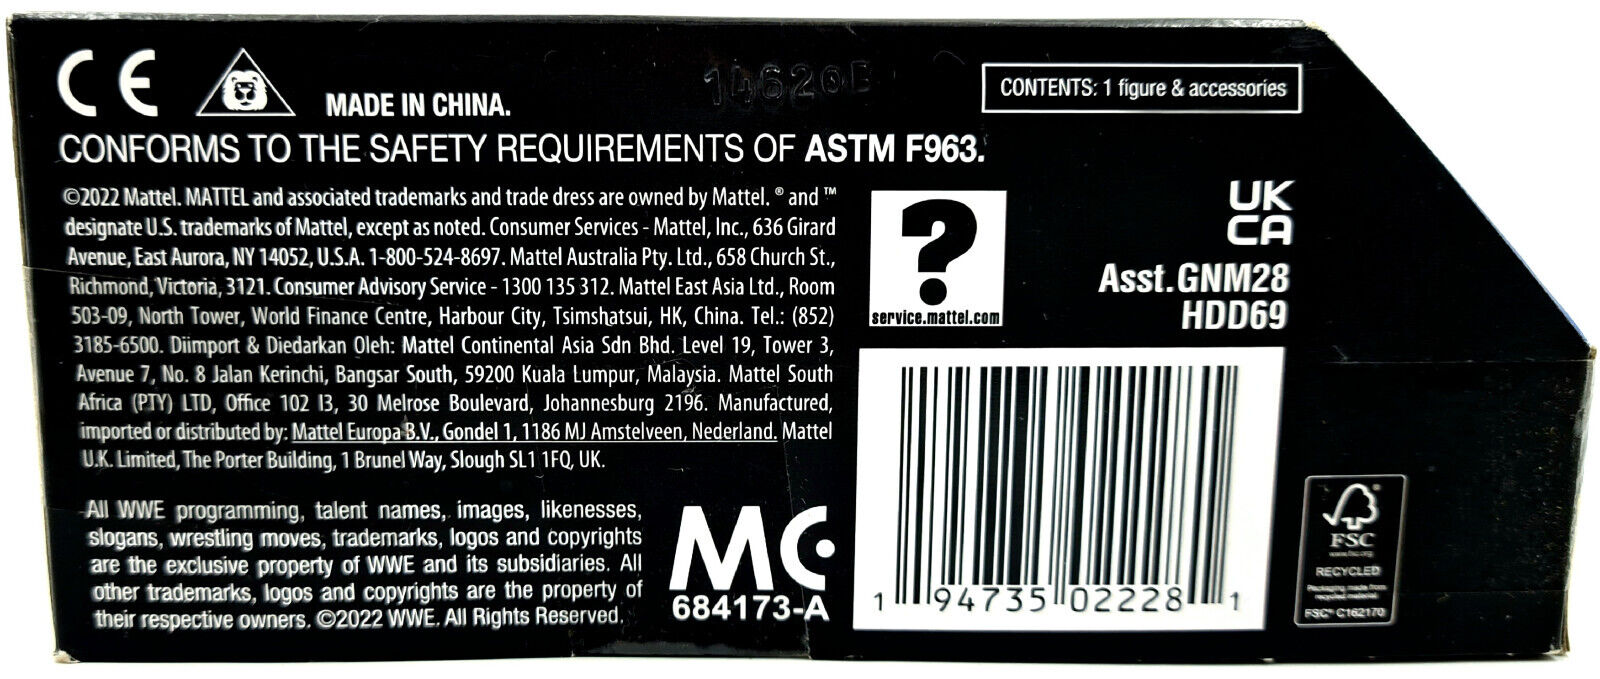 CE
MADE IN CHINA.
CONFORMS TO THE SAFETY REQUIREMENTS OF ASTM F963.
©2022 Mattel. MATTEL and associated trademarks and trade dress are owned by Mattel. ® and ™
designate U.S. trademarks of Mattel, except as noted. Consumer Services - Mattel, Inc., 636 Girard
Avenue, East Aurora, NY 14052, U.S.A. 1-800-524-8697. Mattel Australia Pty. Ltd., 658 Church St.,
Richmond, Victoria, 3121. Consumer Advisory Service - 1300 135 312. Mattel East Asia Ltd., Room
503-09, North Tower, World Finance Centre, Harbour City, Tsimshatsui, HK, China. Tel.: (852)
3185-6500. Diimport & Diedarkan Oleh: Mattel Continental Asia Sdn Bhd. Level 19, Tower 3,
Avenue 7, No. 8 Jalan Kerinchi, Bangsar South, 59200 Kuala Lumpur, Malaysia. Mattel South
Africa (PTY) LTD, Office 102 I3, 30 Melrose Boulevard, Johannesburg 2196. Manufactured,
imported or distributed by: Mattel Europa B.V., Gondel 1, 1186 MJ Amstelveen, Nederland. Mattel
U.K. Limited, The Porter Building, 1 Brunel Way, Slough SL1 1FQ, UK.
All WWE programming, talent names, images, likenesses,
slogans, wrestling moves, trademarks, logos and copyrights
are the exclusive property of WWE and its subsidiaries. All
other trademarks, logos and copyrights are the property of
their respective owners. ©2022 WWE. All Rights Reserved.
MC
684173-A
14620
CONTENTS: 1 figure & accessories
?
service.mattel.com
UK
CA
Asst.GNM28
HDD69
1 94735 02228 1
FSC
www.fsc.org
RECYCLED
Packaging made from
recycled material
FSC® C162170